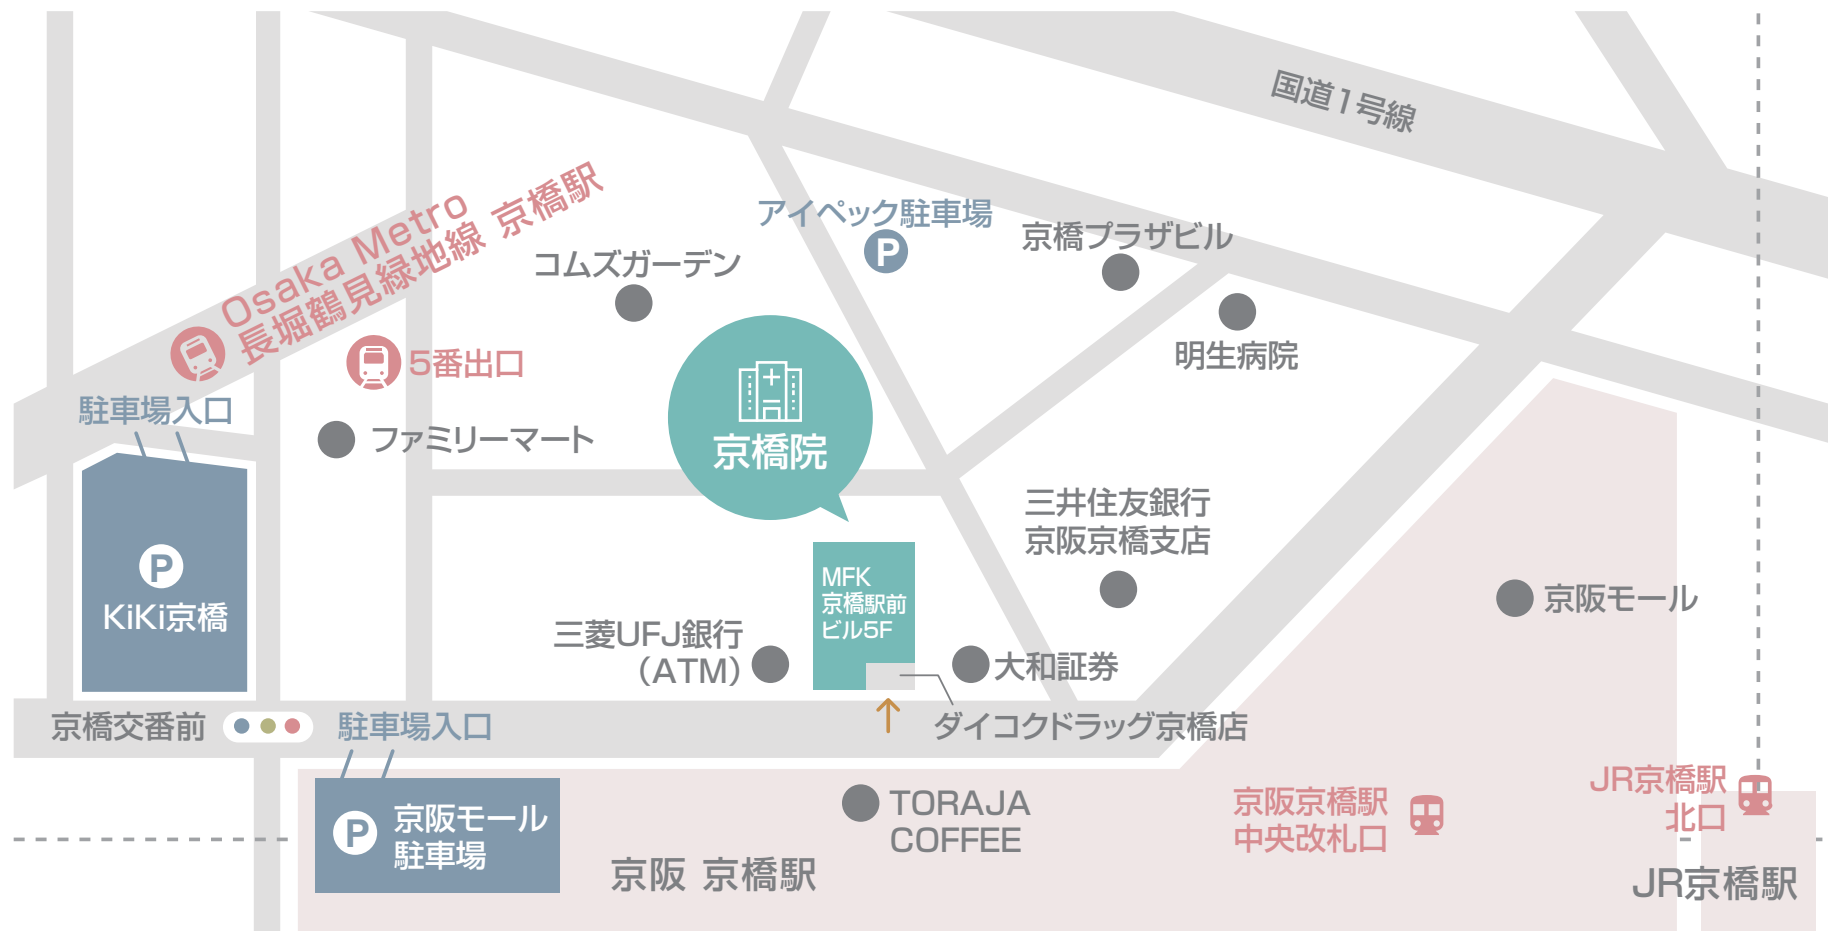 国道1号線
Osaka Metro
長堀鶴見緑地線 京橋駅
アイペック駐車場
P
京橋プラザビル
コムズガーデン
明生病院
5番出口
駐車場入口
ファミリーマート
京橋院
三井住友銀行
京阪京橋支店
P
KiKi京橋
MFK
京橋駅前
ビル5F
京阪モール
三菱UFJ銀行
(ATM)
大和証券
京橋交番前
駐車場入口
ダイコクドラッグ京橋店
P
京阪モール
駐車場
TORAJA
COFFEE
京阪 京橋駅
京阪京橋駅
中央改札口
JR京橋駅
北口
JR京橋駅